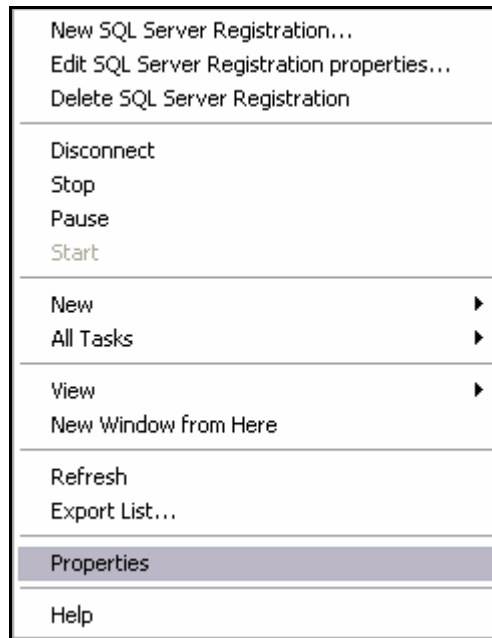 New SQL Server Registration...
Edit SQL Server Registration properties...
Delete SQL Server Registration
Disconnect
Stop
Pause
Start
New
All Tasks
View
New Window from Here
Refresh
Export List...
Properties
Help